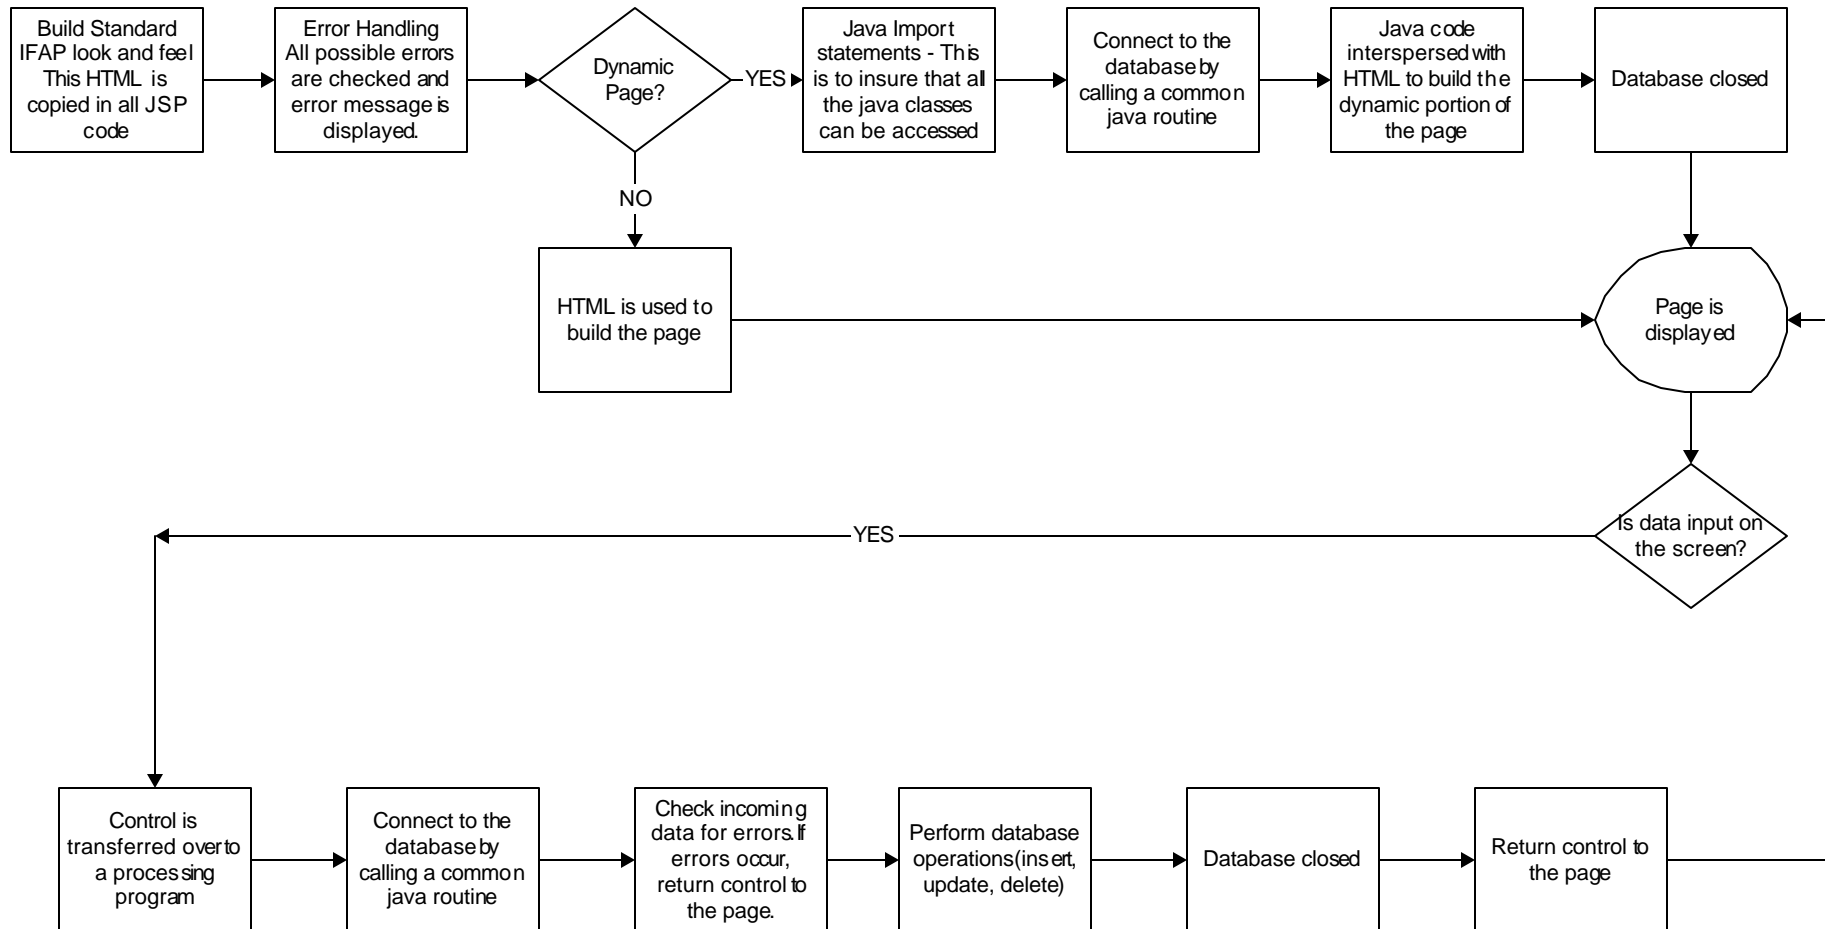 Build Standard
IFAP look and feel
This HTML is
copied in all JSP
code
Error Handling
All possible errors
are checked and
error message is
displayed.
Dynamic
Page?
YES
Java Import
statements - This
is to insure that all
the java classes
can be accessed
Connect to the
database by
calling a common
java routine
Java code
interspersed with
HTML to build the
dynamic portion of
the page
Database closed
NO
HTML is used to
build the page
Page is
displayed
Is data input on
the screen?
YES
Control is
transferred over to
a processing
program
Connect to the
database by
calling a common
java routine
Check incoming
data for errors. If
errors occur,
return control to
the page.
Perform database
operations(insert,
update, delete)
Database closed
Return control to
the page